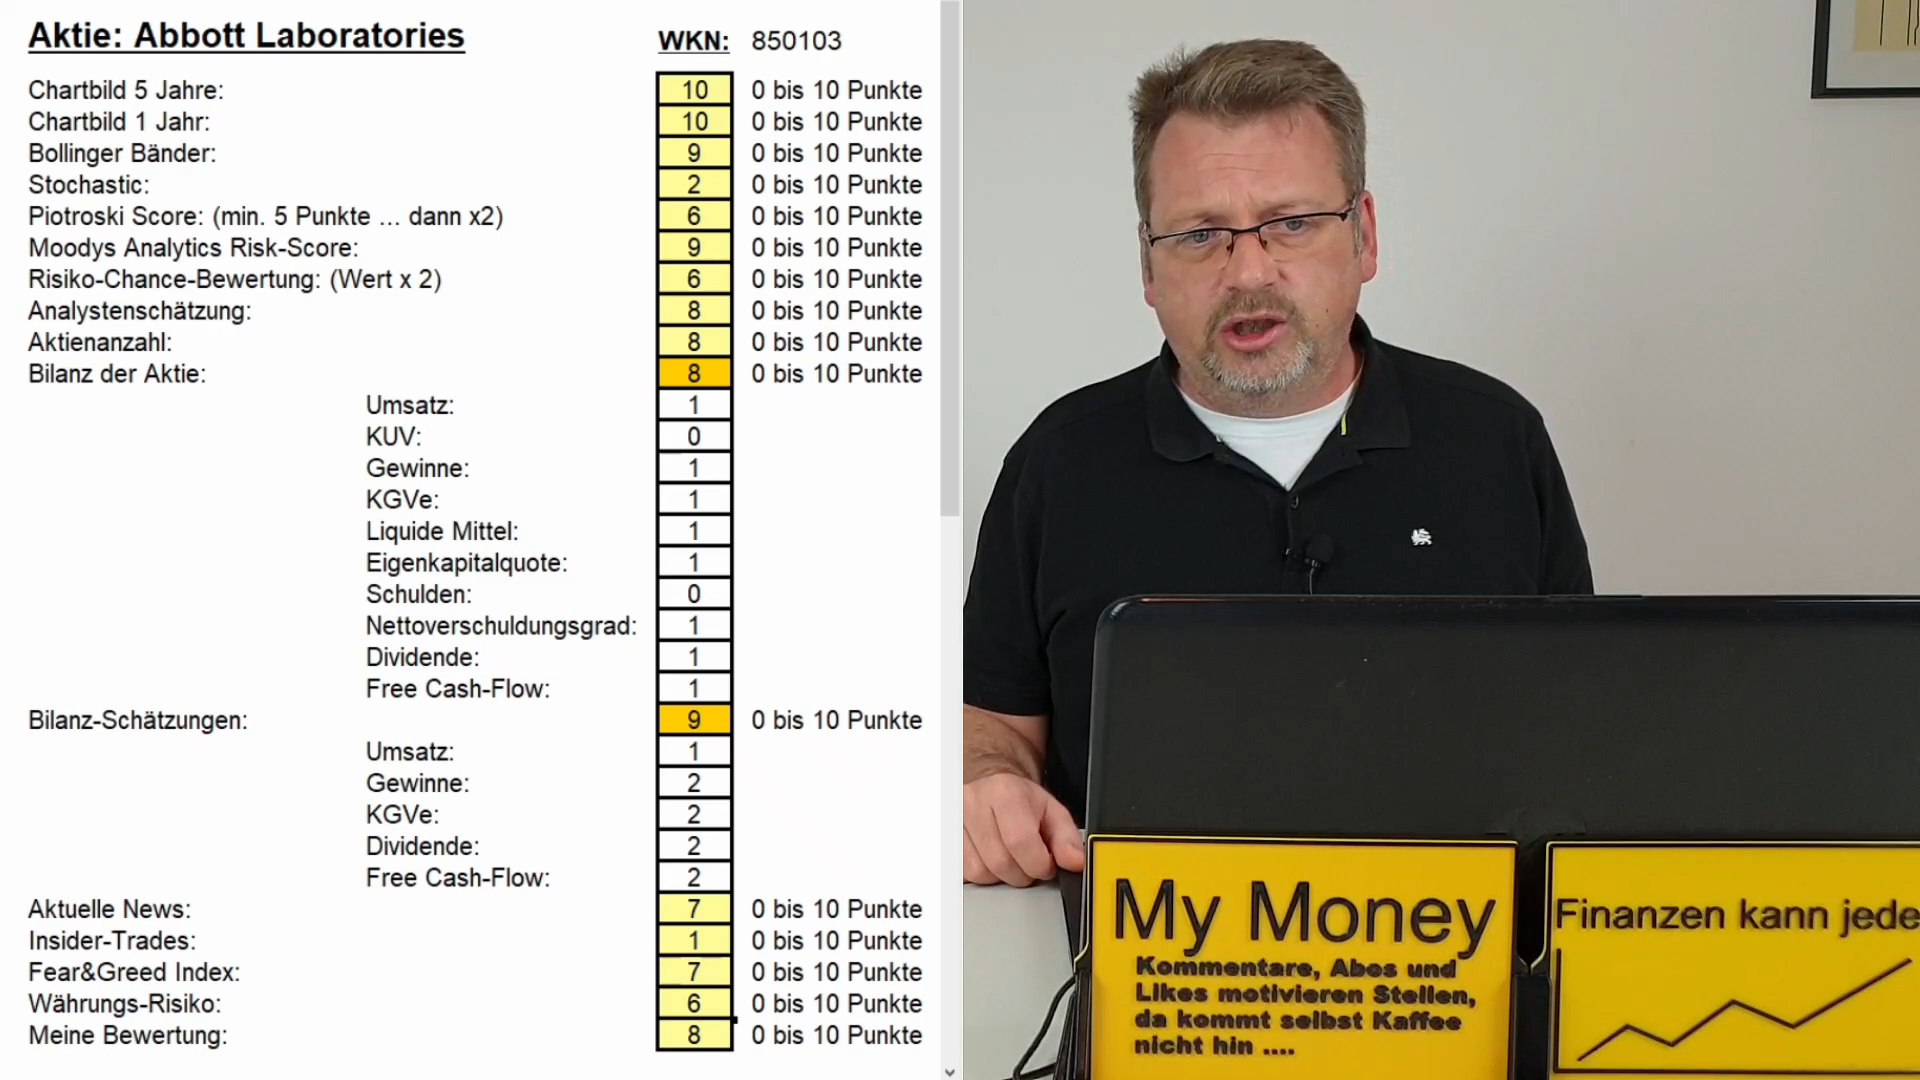 Aktie: Abbott Laboratories WKN: 850103
Chartbild 5 Jahre: 10 0 bis 10 Punkte
Chartbild 1 Jahr: 10 0 bis 10 Punkte
Bollinger Bänder: 9 0 bis 10 Punkte
Stochastic: 2 0 bis 10 Punkte
Piotroski Score: (min. 5 Punkte ... dann x2) 6 0 bis 10 Punkte
Moodys Analytics Risk-Score: 9 0 bis 10 Punkte
Risiko-Chance-Bewertung: (Wert x 2) 6 0 bis 10 Punkte
Analystenschätzung: 8 0 bis 10 Punkte
Aktienanzahl: 8 0 bis 10 Punkte
Bilanz der Aktie: 8 0 bis 10 Punkte
Umsatz: 1
KUV: 0
Gewinne: 1
KGVe: 1
Liquide Mittel: 1
Eigenkapitalquote: 1
Schulden: 0
Nettoverschuldungsgrad: 1
Dividende: 1
Free Cash-Flow: 1
Bilanz-Schätzungen: 9 0 bis 10 Punkte
Umsatz: 1
Gewinne: 2
KGVe: 2
Dividende: 2
Free Cash-Flow: 2
Aktuelle News: 7 0 bis 10 Punkte
Insider-Trades: 1 0 bis 10 Punkte
Fear&Greed Index: 7 0 bis 10 Punkte
Währungs-Risiko: 6 0 bis 10 Punkte
Meine Bewertung: 8 0 bis 10 Punkte
My Money
Kommentare, Abos und
Likes motivieren Stellen,
da kommt selbst Kaffee
nicht hin ....
Finanzen kann jede